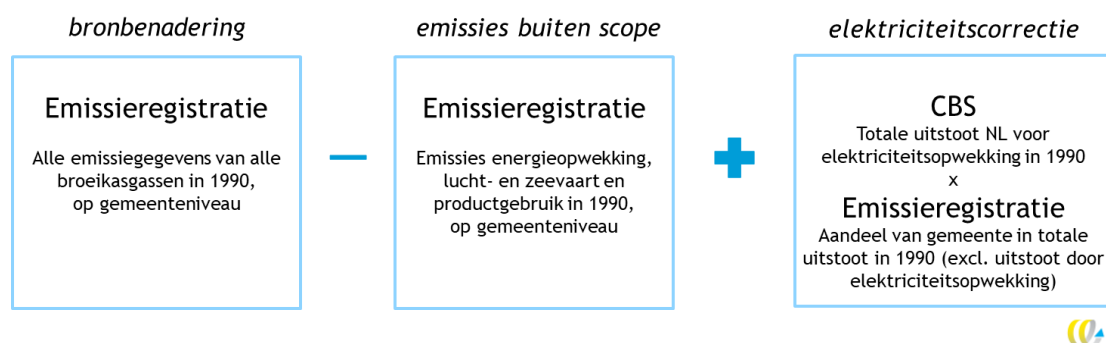 bronbenadering
Emissieregistratie
Alle emissiegegevens van alle
broeikasgassen in 1990,
op gemeenteniveau
emissies buiten scope
Emissieregistratie
Emissies energieopwekking,
lucht- en zeevaart en
productgebruik in 1990,
op gemeenteniveau
elektriciteitscorrectie
CBS
Totale uitstoot NL voor
elektriciteitsopwekking in 1990
x
Emissieregistratie
Aandeel van gemeente in totale
uitstoot in 1990 (excl. uitstoot door
elektriciteitsopwekking)